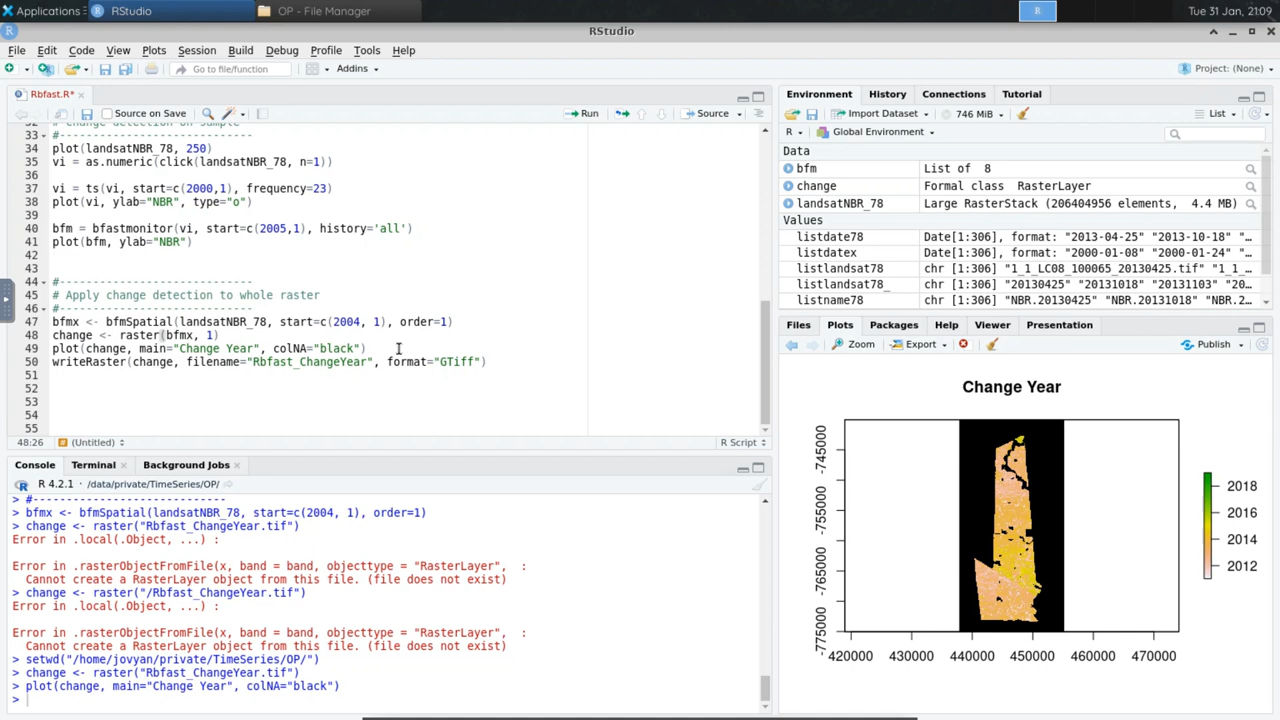 Applications
RStudio
OP - File Manager
Tue 31 Jan, 21:09
RStudio
File Edit Code View Plots Session Build Debug Profile Tools Help
Go to file/function
Addins
Project: (None)
Rbfast.R*
Source on Save
Run
Source
32 # Change detection on sample
33 #-----------------------------
34 plot(landsatNBR_78, 250)
35 vi = as.numeric(click(landsatNBR_78, n=1))
36
37 vi = ts(vi, start=c(2000,1), frequency=23)
38 plot(vi, ylab="NBR", type="o")
39
40 bfm = bfastmonitor(vi, start=c(2005,1), history='all')
41 plot(bfm, ylab="NBR")
42
43
44 #-----------------------------
45 # Apply change detection to whole raster
46 #-----------------------------
47 bfmx <- bfmSpatial(landsatNBR_78, start=c(2004, 1), order=1)
48 change <- raster(bfmx, 1)
49 plot(change, main="Change Year", colNA="black")
50 writeRaster(change, filename="Rbfast_ChangeYear", format="GTiff")
51
52
53
54
55
48:26
(Untitled)
R Script
Console Terminal Background Jobs
R 4.2.1 · /data/private/TimeSeries/OP/
> #-----------------------------
> bfmx <- bfmSpatial(landsatNBR_78, start=c(2004, 1), order=1)
> change <- raster("Rbfast_ChangeYear.tif")
Error in .local(.Object, ...) :
Error in .rasterObjectFromFile(x, band = band, objecttype = "RasterLayer", :
Cannot create a RasterLayer object from this file. (file does not exist)
> change <- raster("/Rbfast_ChangeYear.tif")
Error in .local(.Object, ...) :
Error in .rasterObjectFromFile(x, band = band, objecttype = "RasterLayer", :
Cannot create a RasterLayer object from this file. (file does not exist)
> setwd("/home/jovyan/private/TimeSeries/OP/")
> change <- raster("Rbfast_ChangeYear.tif")
> plot(change, main="Change Year", colNA="black")
>
Environment History Connections Tutorial
Import Dataset
746 MiB
List
R
Global Environment
Data
bfm List of 8
change Formal class RasterLayer
landsatNBR_78 Large RasterStack (206404956 elements, 4.4 MB)
Values
listdate78 Date[1:306], format: "2013-04-25" "2013-10-18" "2013-1…
listdatex Date[1:306], format: "2000-01-08" "2000-01-24" "2…
listlandsat78 chr [1:306] "1_1_LC08_100065_20130425.tif" "1_1_…
listlandsat78_ chr [1:306] "20130425" "20131018" "20131103" "20…
listname78 chr [1:306] "NBR.20130425" "NBR.20131018" "NBR.2…
Files Plots Packages Help Viewer Presentation
Zoom
Export
Publish
Change Year
-745000
-755000
-765000
-775000
2018
2016
2014
2012
420000 430000 440000 450000 460000 470000